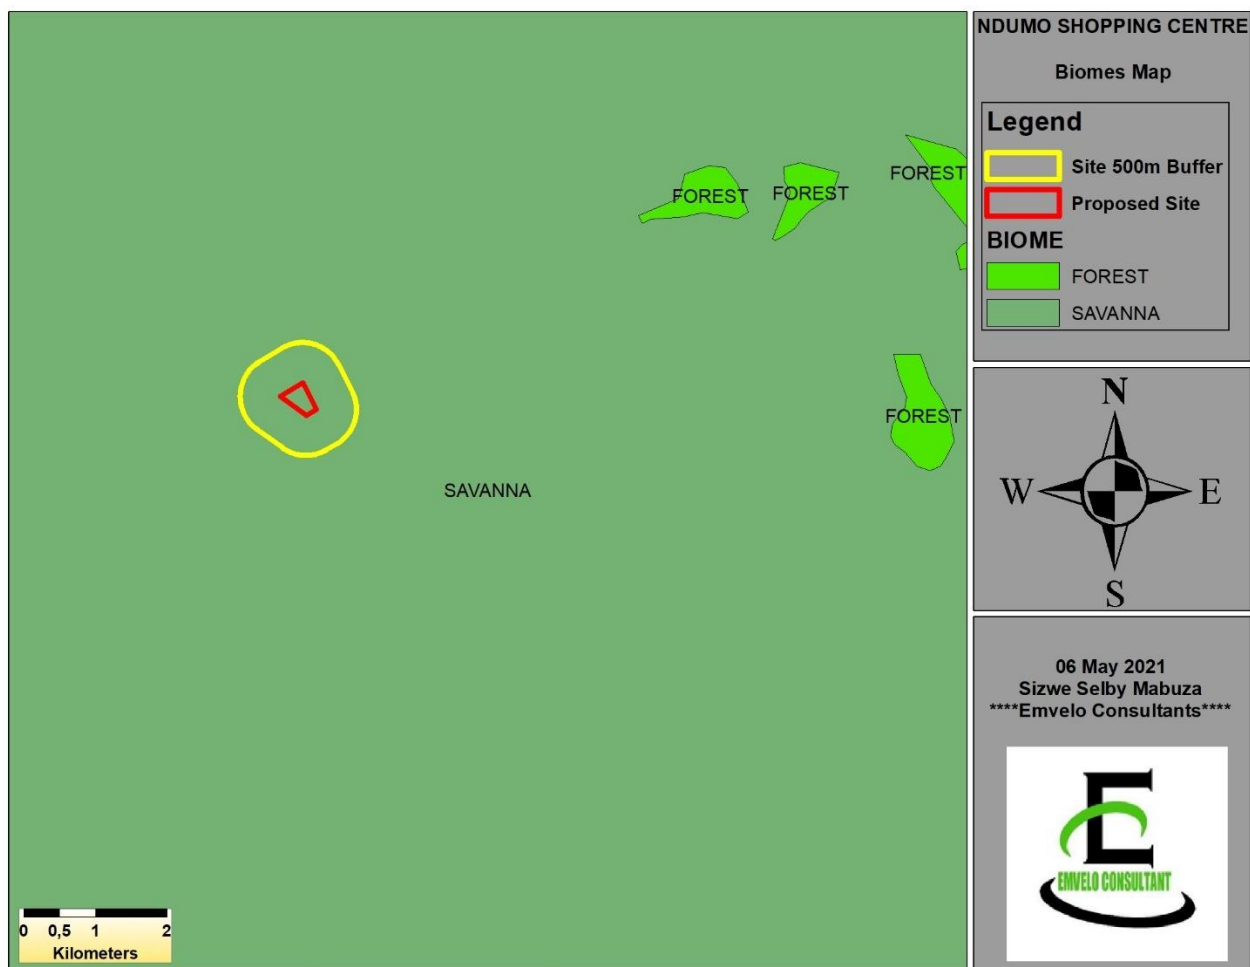 FOREST
FOREST
FOREST
FOREST
SAVANNA
0 0,5 1 2
Kilometers
NDUMO SHOPPING CENTRE
Biomes Map
Legend
Site 500m Buffer
Proposed Site
BIOME
FOREST
SAVANNA
N
W E
S
06 May 2021
Sizwe Selby Mabuza
****Emvelo Consultants****
E
EMVELO CONSULTANT